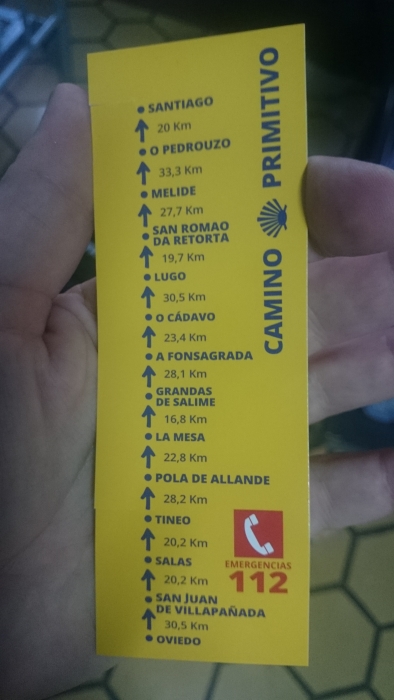 SANTIAGO
20 Km
O PEDROUZO
33,3 Km
MELIDE
27,7 Km
SAN ROMAO
DA RETORTA
19,7 Km
LUGO
30,5 Km
O CÁDAVO
23,4 Km
A FONSAGRADA
28,1 Km
GRANDAS
DE SALIME
16,8 Km
LA MESA
22,8 Km
POLA DE ALLANDE
28,2 Km
TINEO
20,2 Km
SALAS
20,2 Km
SAN JUAN
DE VILLAPAÑADA
30,5 Km
OVIEDO
CAMINO PRIMITIVO
EMERGENCIAS
112